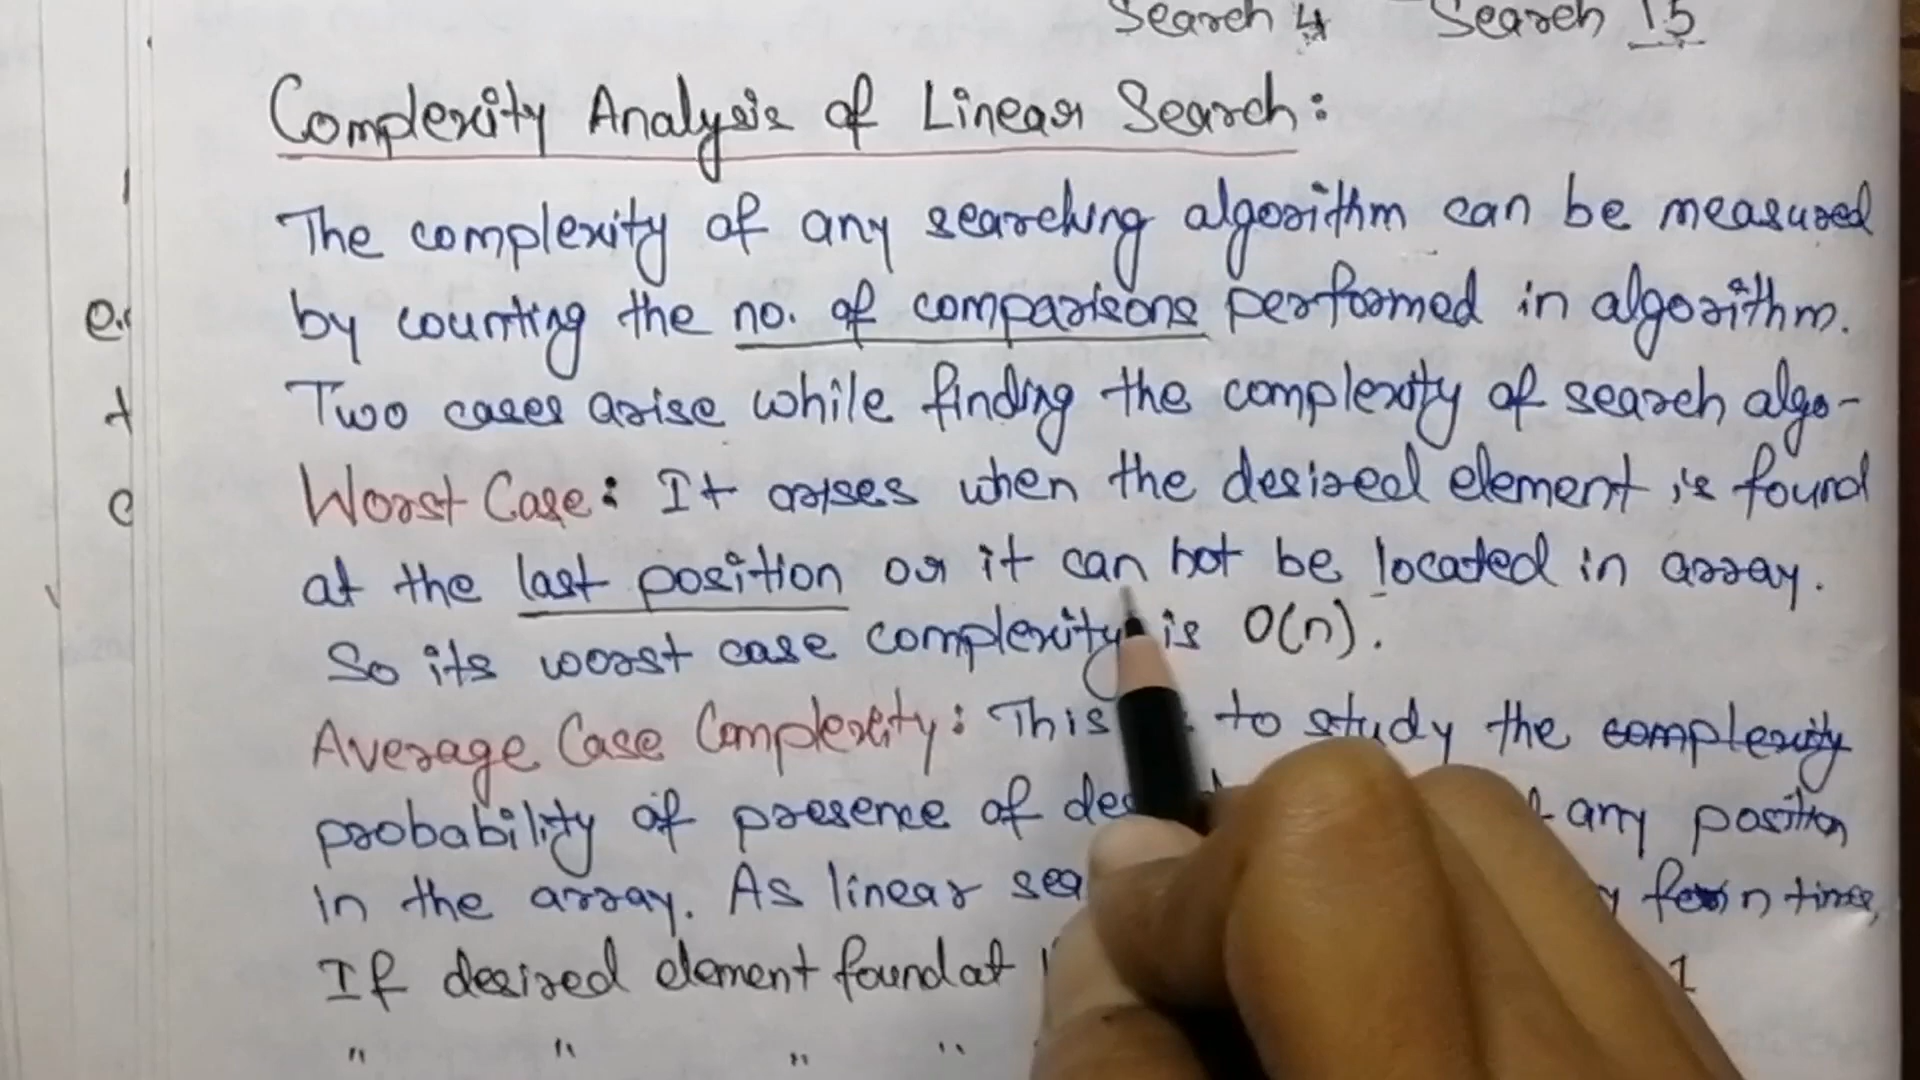 Search 4 Search 15
Complexity Analysis of Linear Search:
The complexity of any searching algorithm can be measured
by counting the no. of comparisons performed in algorithm.
Two cases arise while finding the complexity of search algo-
Worst Case: It arises when the desired element is found
at the last position or it can not be located in array.
So its worst case complexity is O(n).
Average Case Complexity: This to study the complexity
probability of presence of any position
in the array. As linear for n times,
If desired element found at 1
" " " "